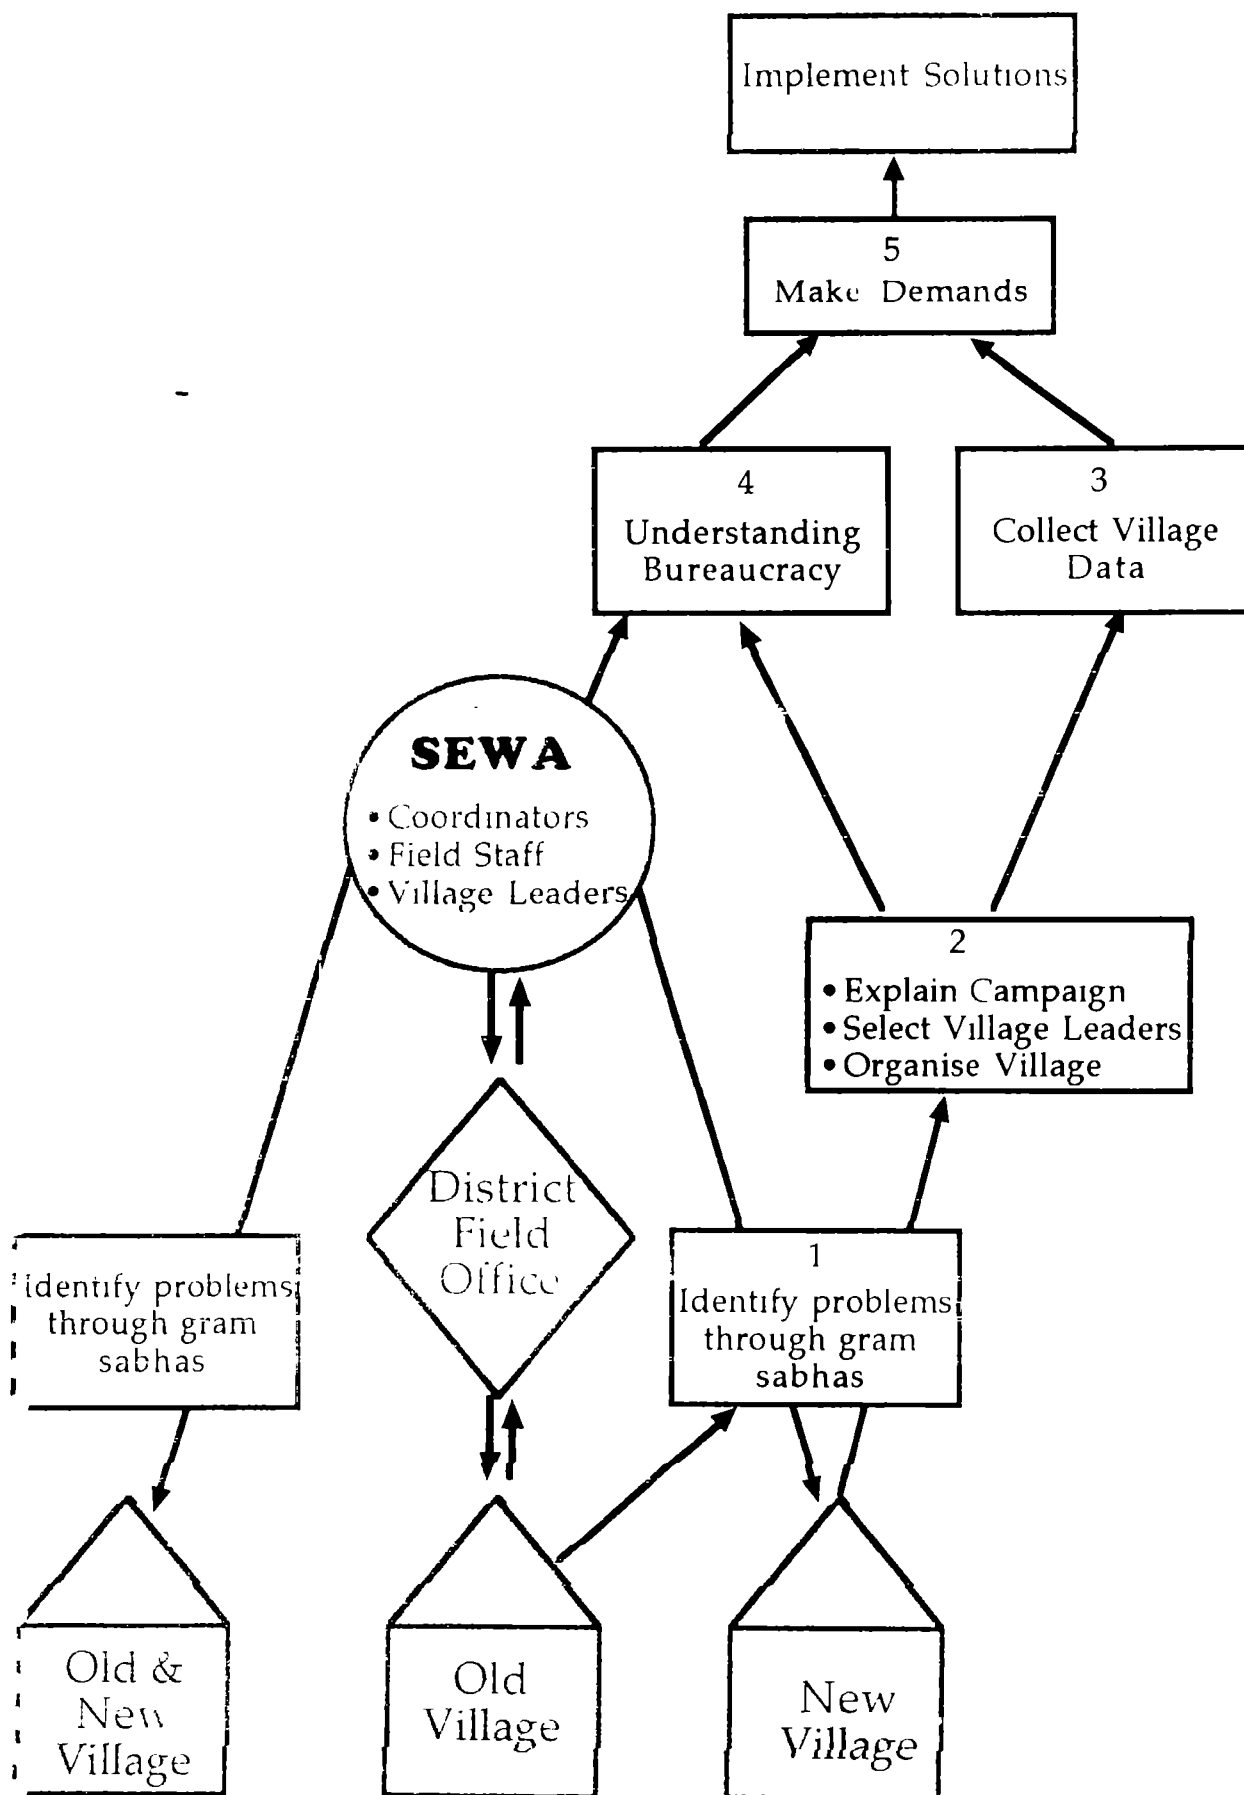 Implement Solutions
5
Make Demands
4
Understanding
Bureaucracy
3
Collect Village
Data
SEWA
• Coordinators
• Field Staff
• Village Leaders
2
• Explain Campaign
• Select Village Leaders
• Organise Village
District
Field
Office
Identify problems
through gram
sabhas
1
Identify problems
through gram
sabhas
Old &
New
Village
Old
Village
New
Village